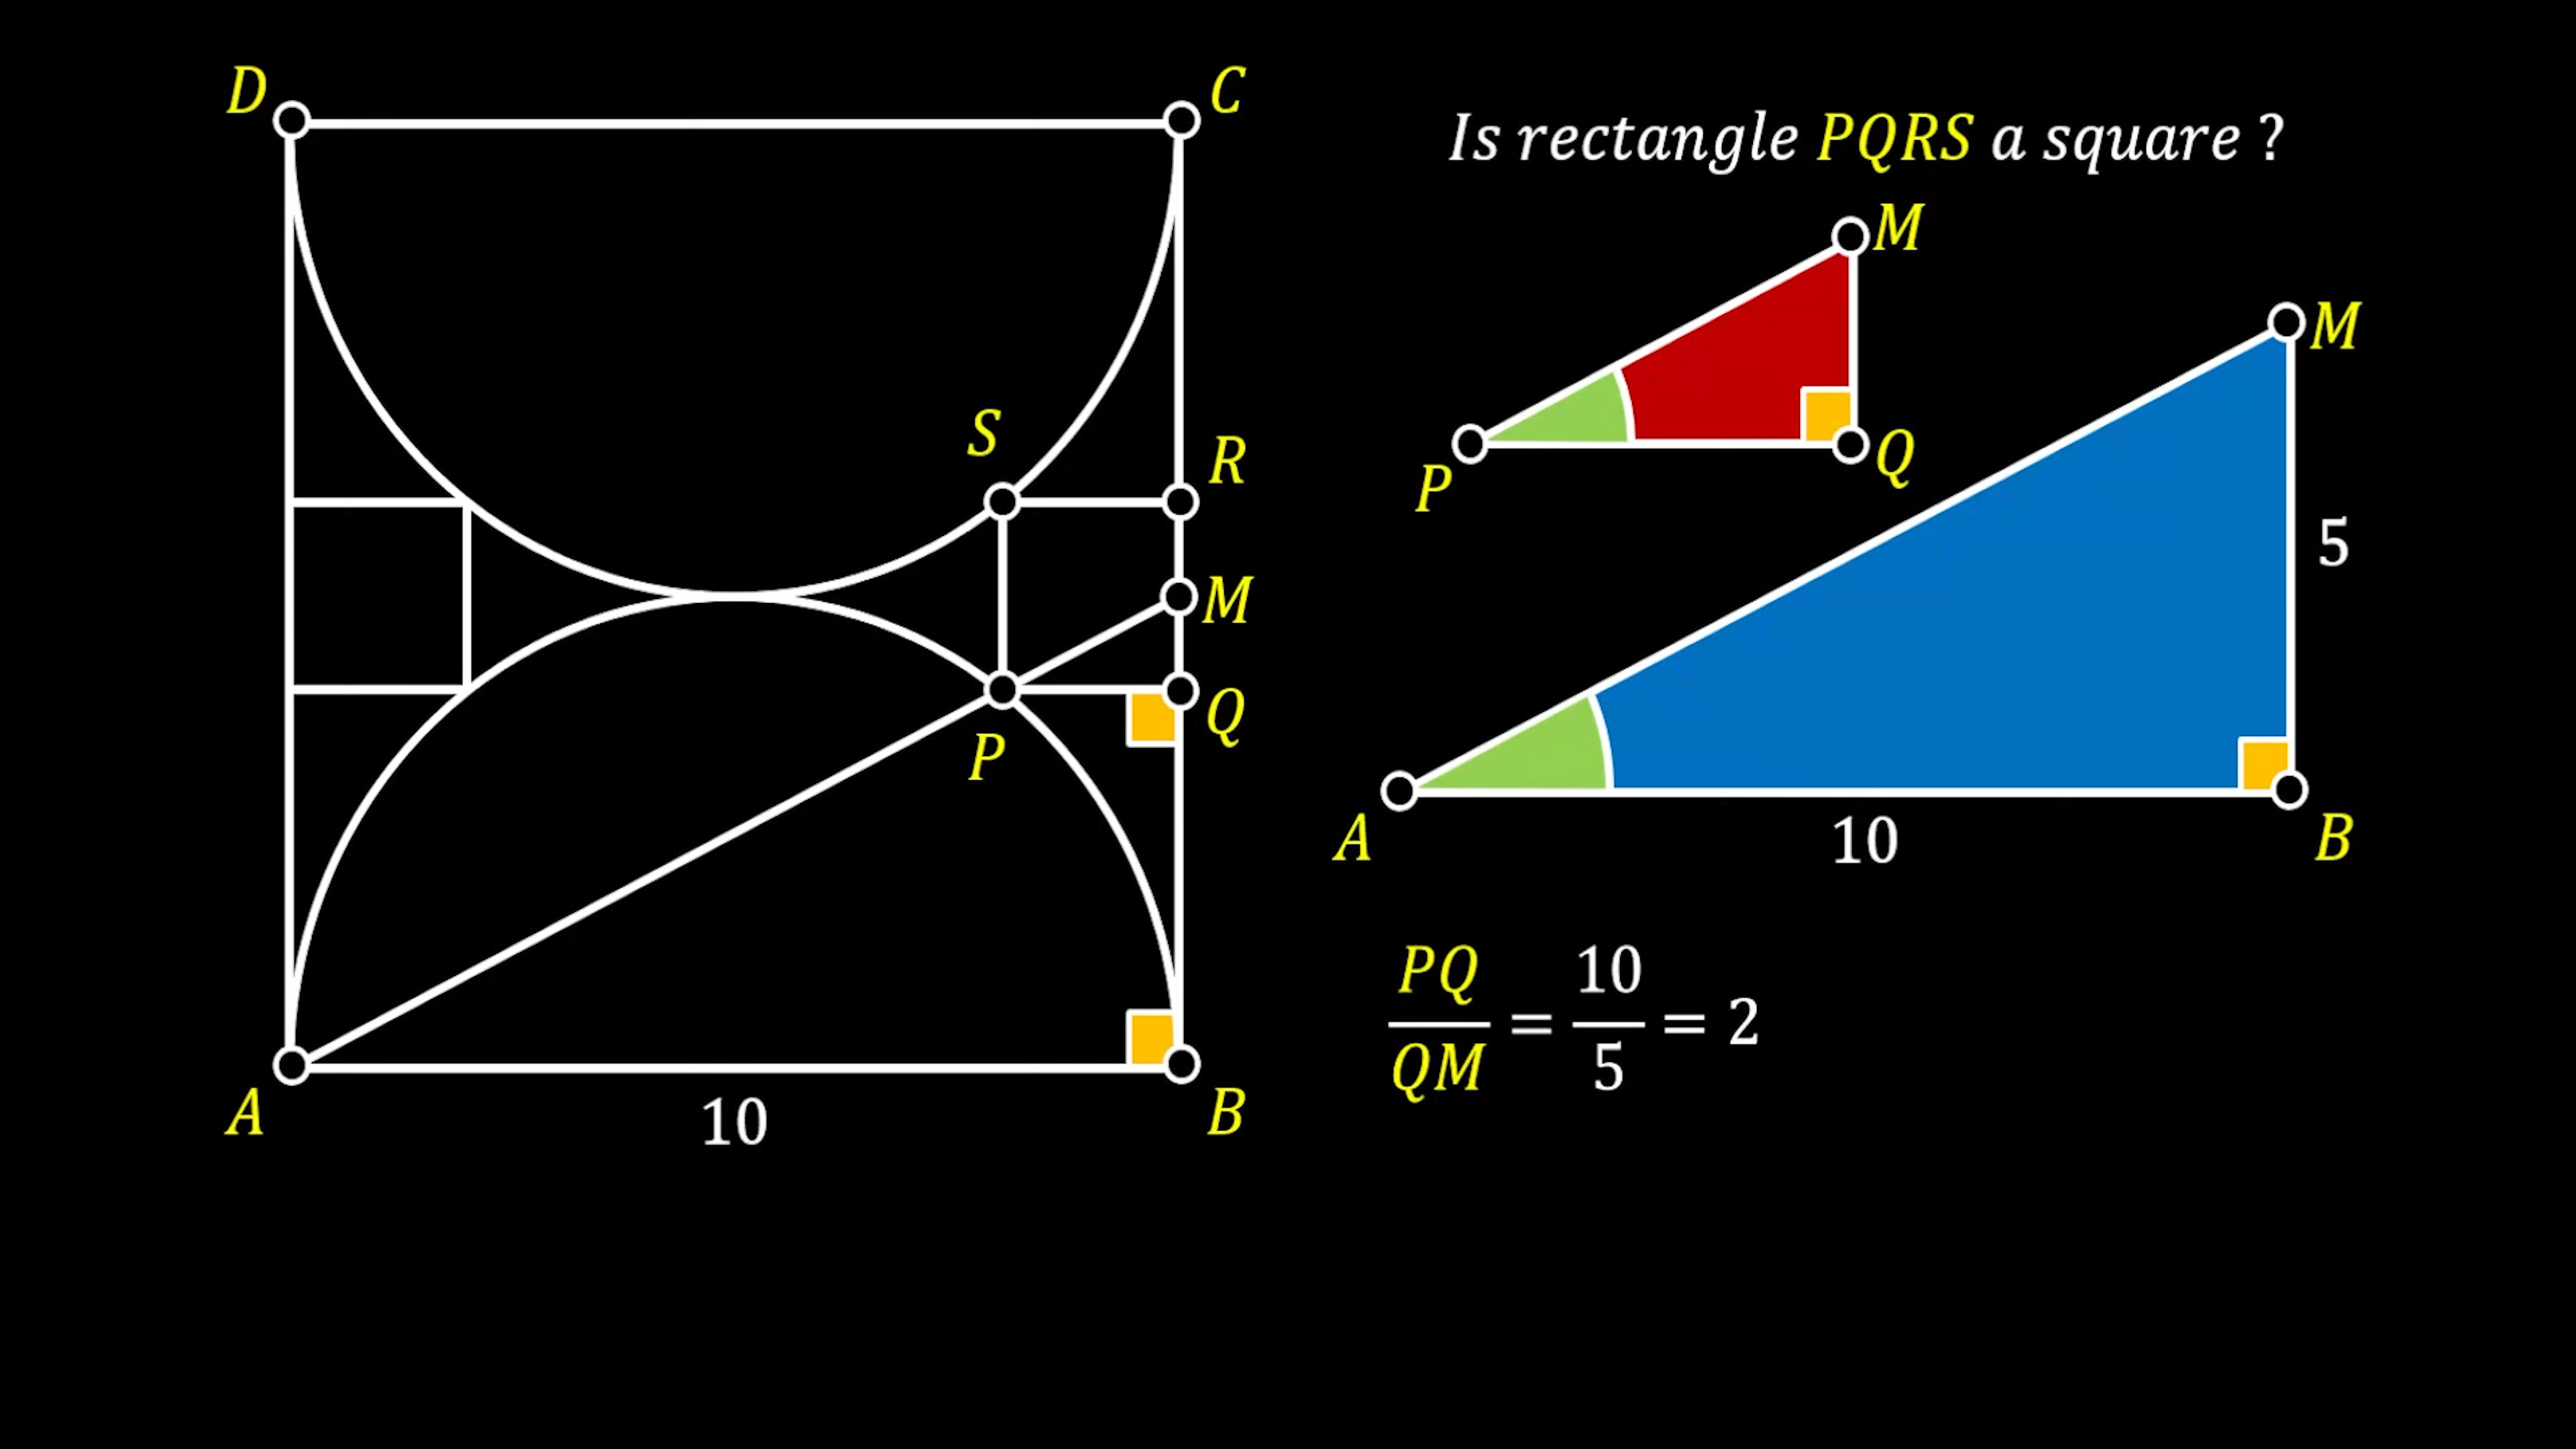 D
C
S
R
M
Q
P
A
B
10
Is rectangle PQRS a square ?
M
P
Q
M
5
A
B
10
PQ/QM = 10/5 = 2